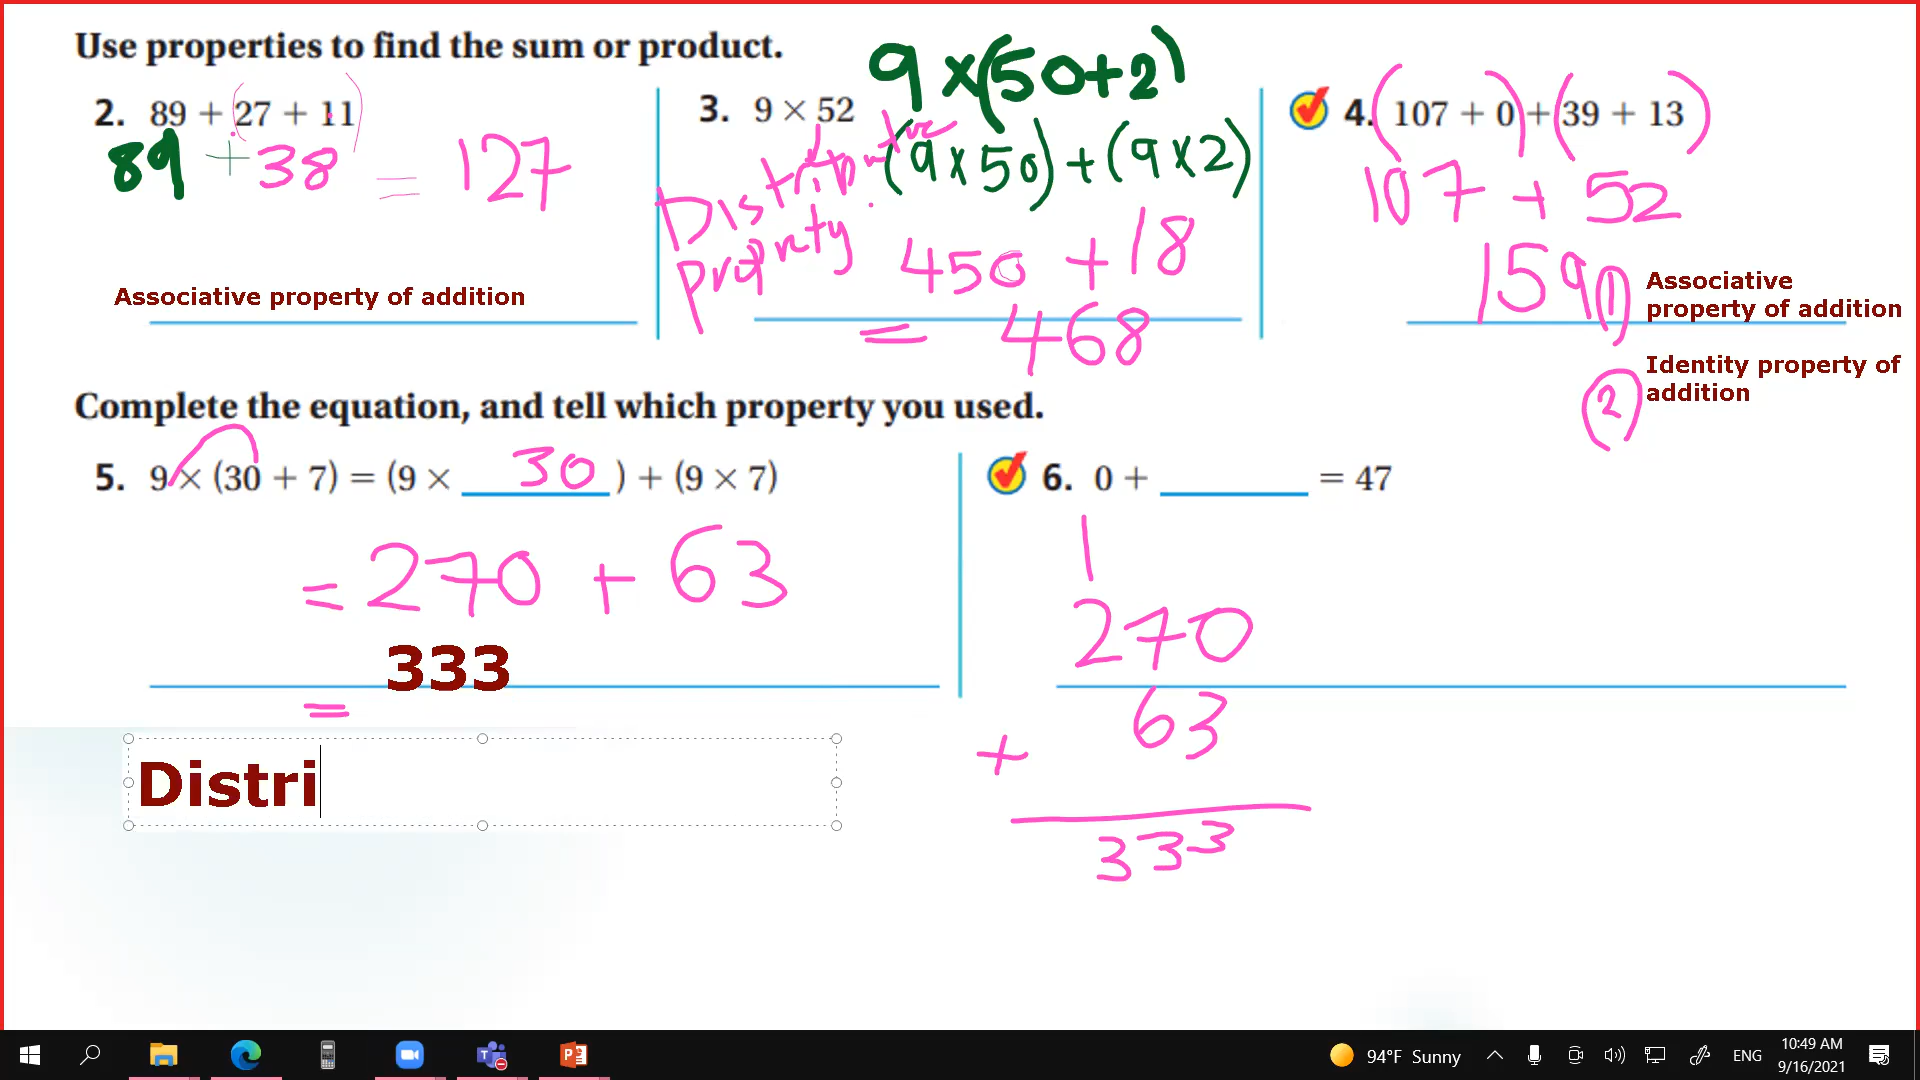 Use properties to find the sum or product.
9 × (50+2)
2. 89 + (27 + 11)
89 + 38 = 127
Associative property of addition
3. 9 × 52
(9 × 50) + (9 × 2)
Distributive
property
450 + 18
= 468
4. (107 + 0) + (39 + 13)
107 + 52
159
1 Associative
property of addition
2 Identity property of
addition
Complete the equation, and tell which property you used.
5. 9 × (30 + 7) = (9 × 30 ) + (9 × 7)
= 270 + 63
= 333
Distri
6. 0 + ________ = 47
1
270
+ 63
333
94°F Sunny
ENG
10:49 AM
9/16/2021